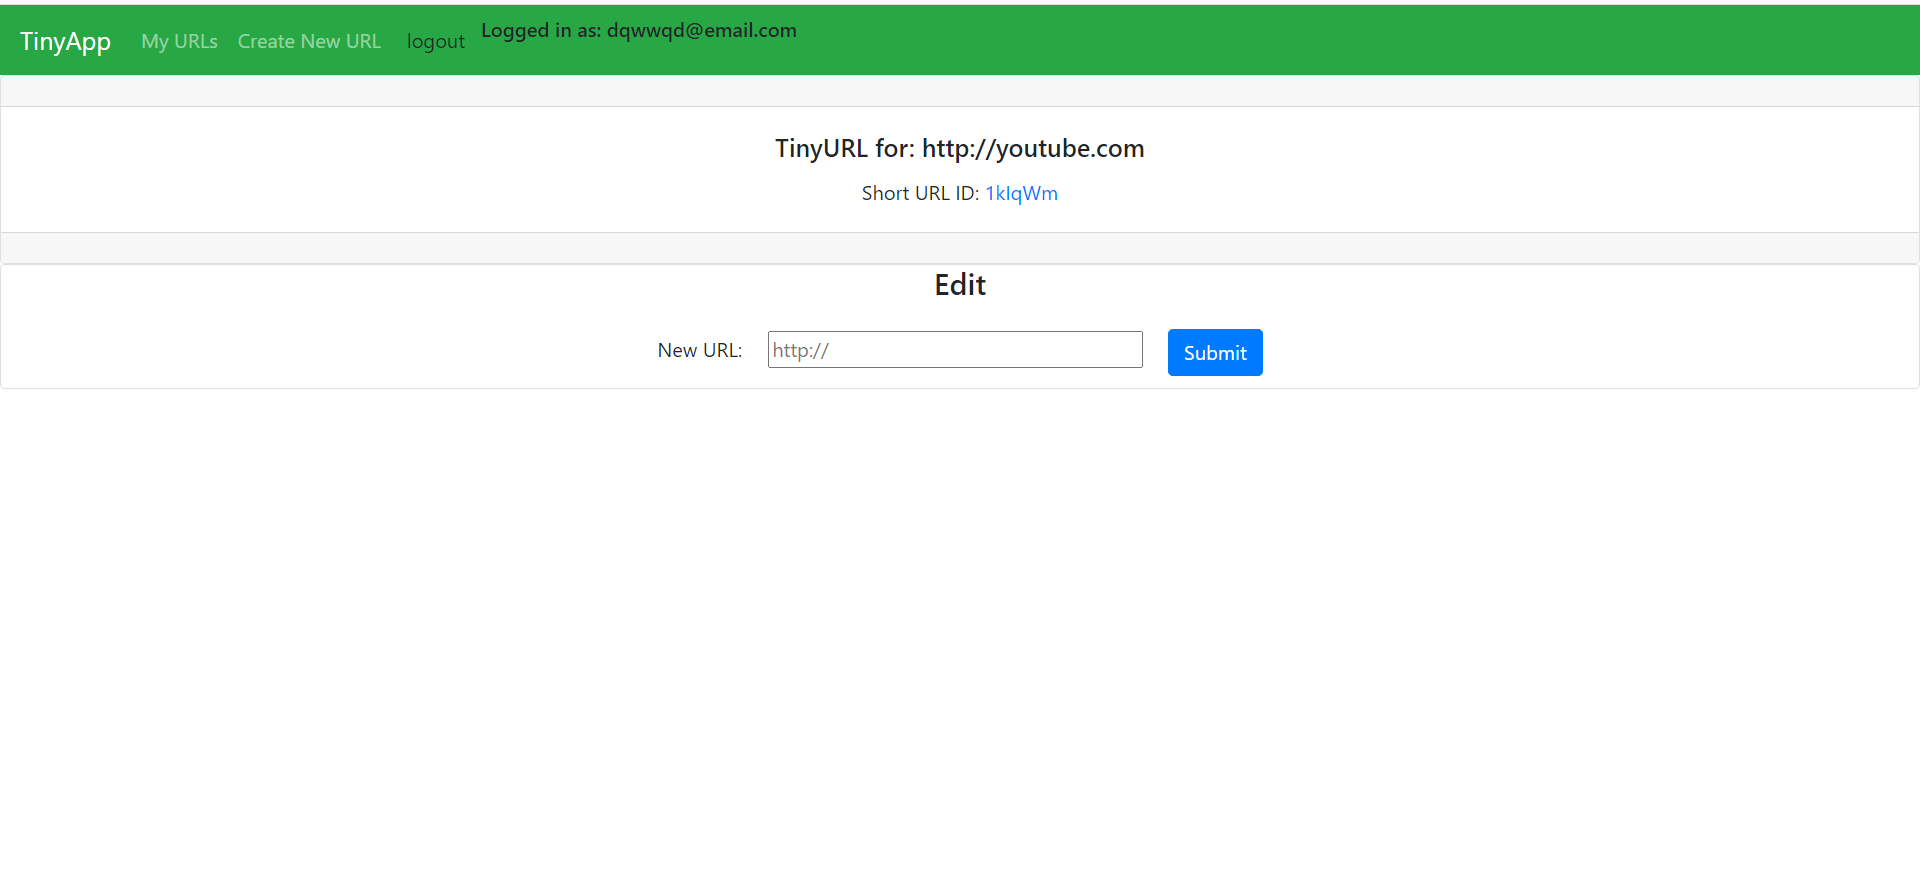 TinyApp My URLs Create New URL logout Logged in as: dqwwqd@email.com
TinyURL for: http://youtube.com
Short URL ID: 1kIqWm
Edit
New URL: http:// Submit